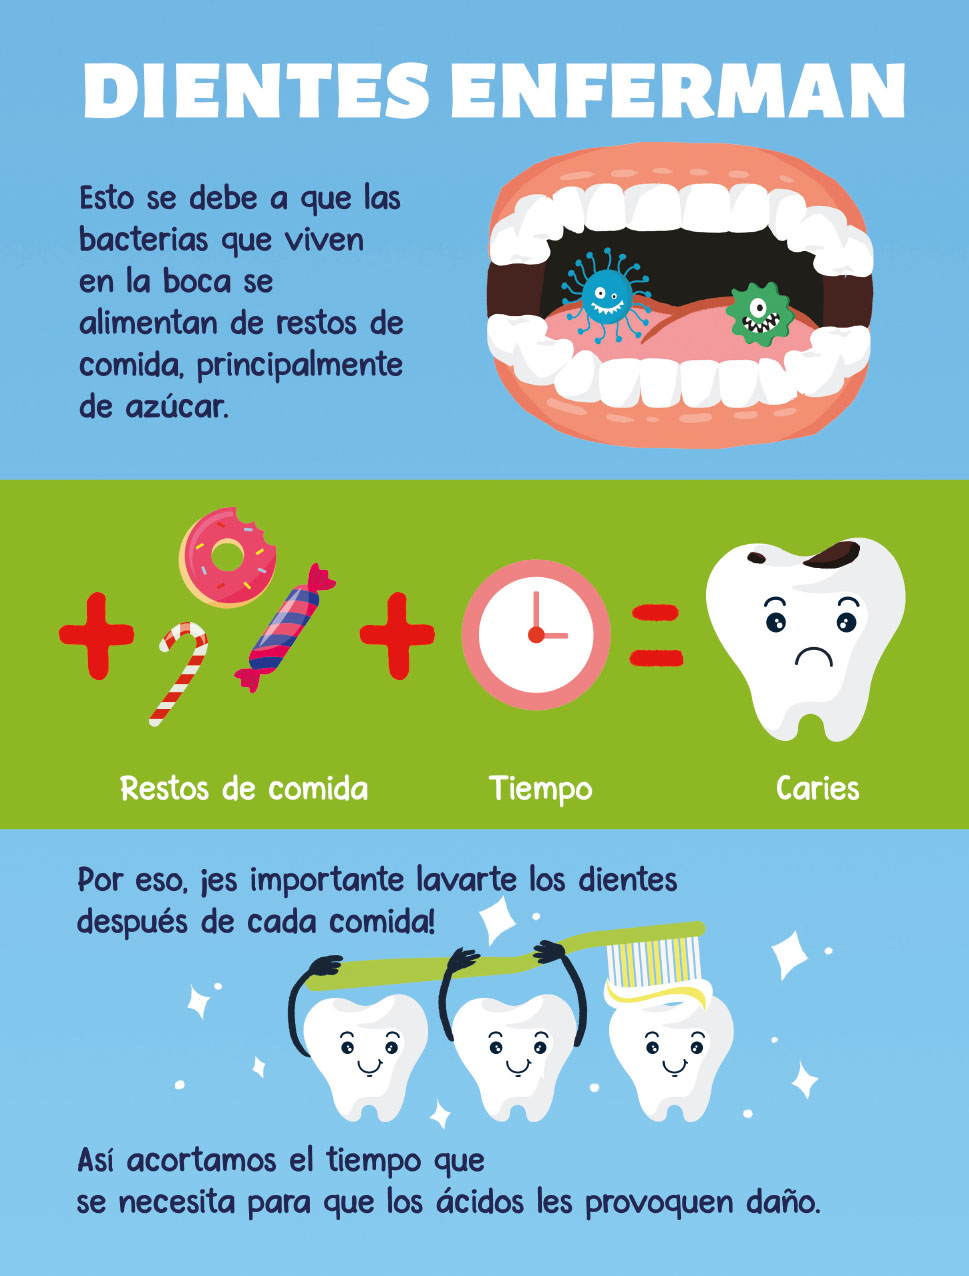 DIENTES ENFERMAN
Esto se debe a que las
bacterias que viven
en la boca se
alimentan de restos de
comida, principalmente
de azúcar.
+ + =
Restos de comida Tiempo Caries
Por eso, ¡es importante lavarte los dientes
después de cada comida!
Así acortamos el tiempo que
se necesita para que los ácidos les provoquen daño.